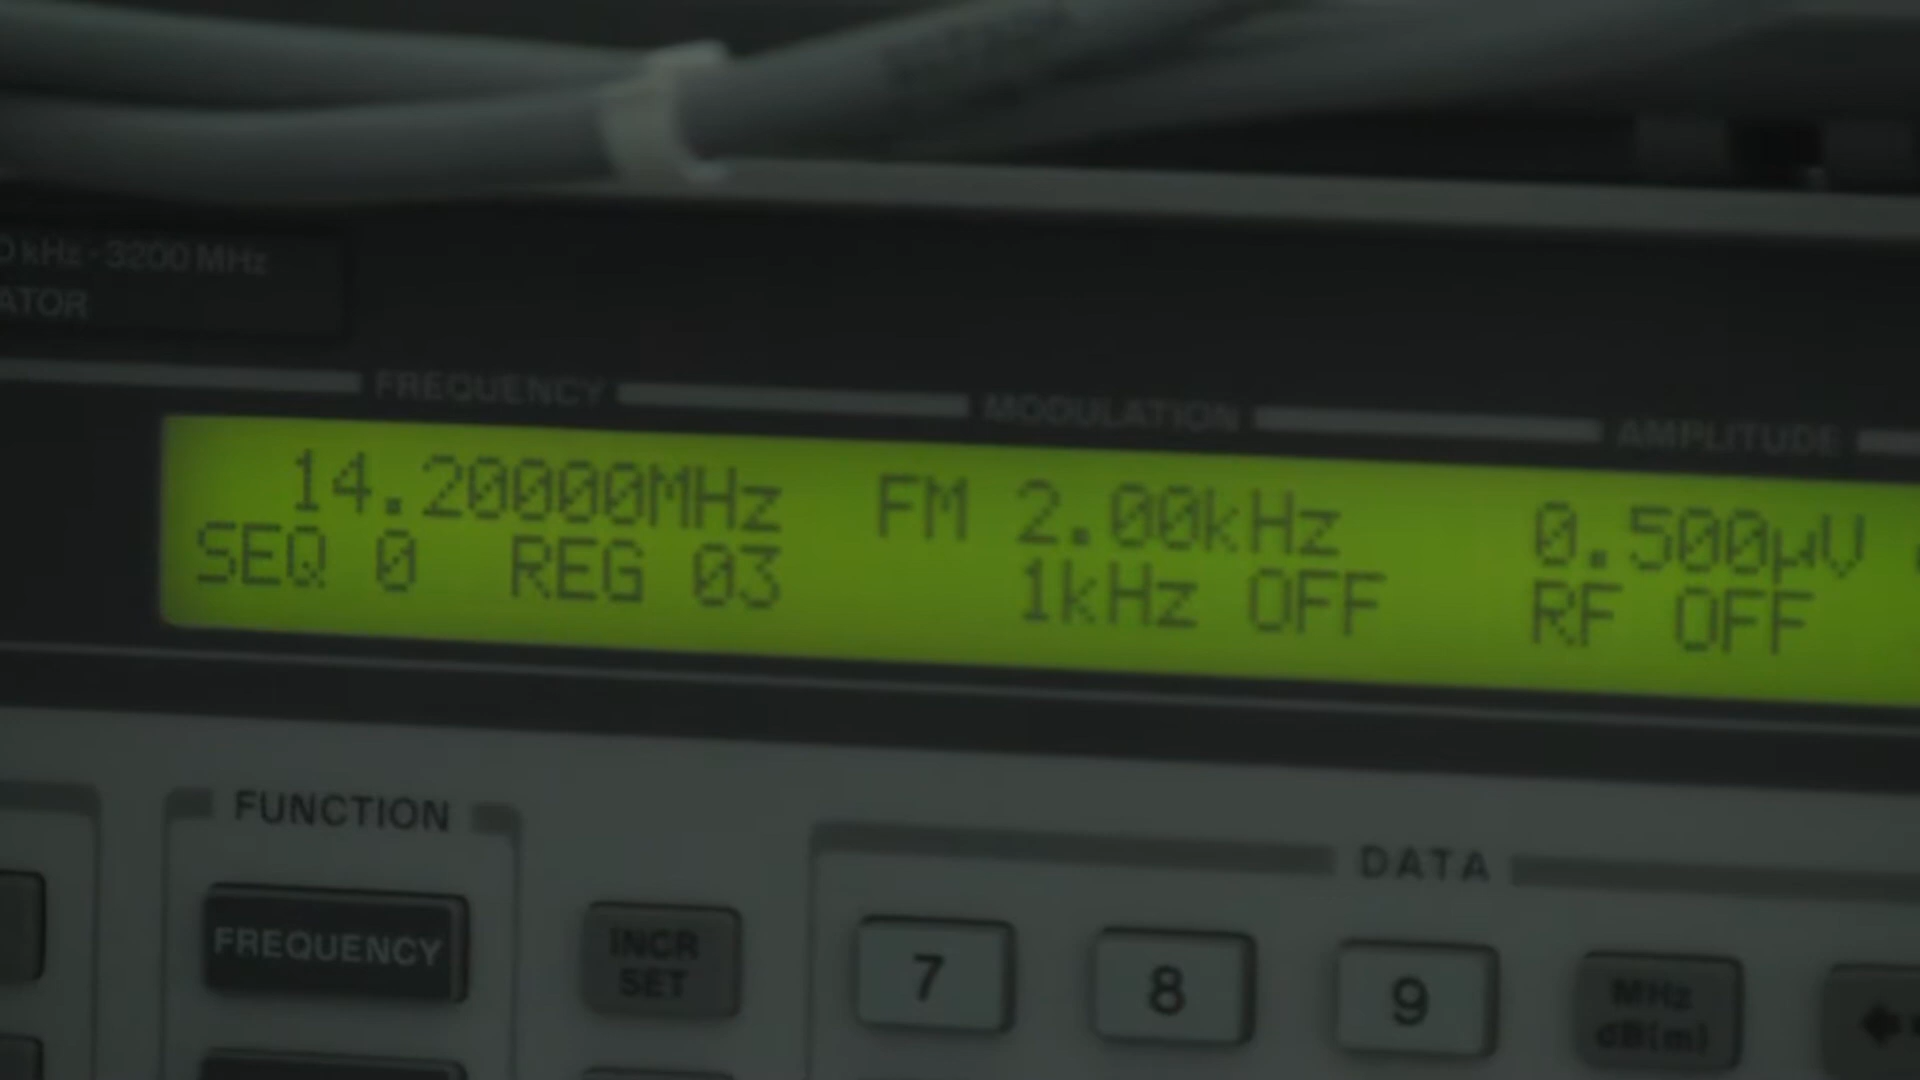 0 kHz - 3200 MHz
ATOR
FREQUENCY MODULATION AMPLITUDE
14.20000MHz FM 2.00kHz 0.500µV
SEQ 0 REG 03 1kHz OFF RF OFF
FUNCTION
DATA
FREQUENCY
INCR
SET
7 8 9
MHz
dB(m)